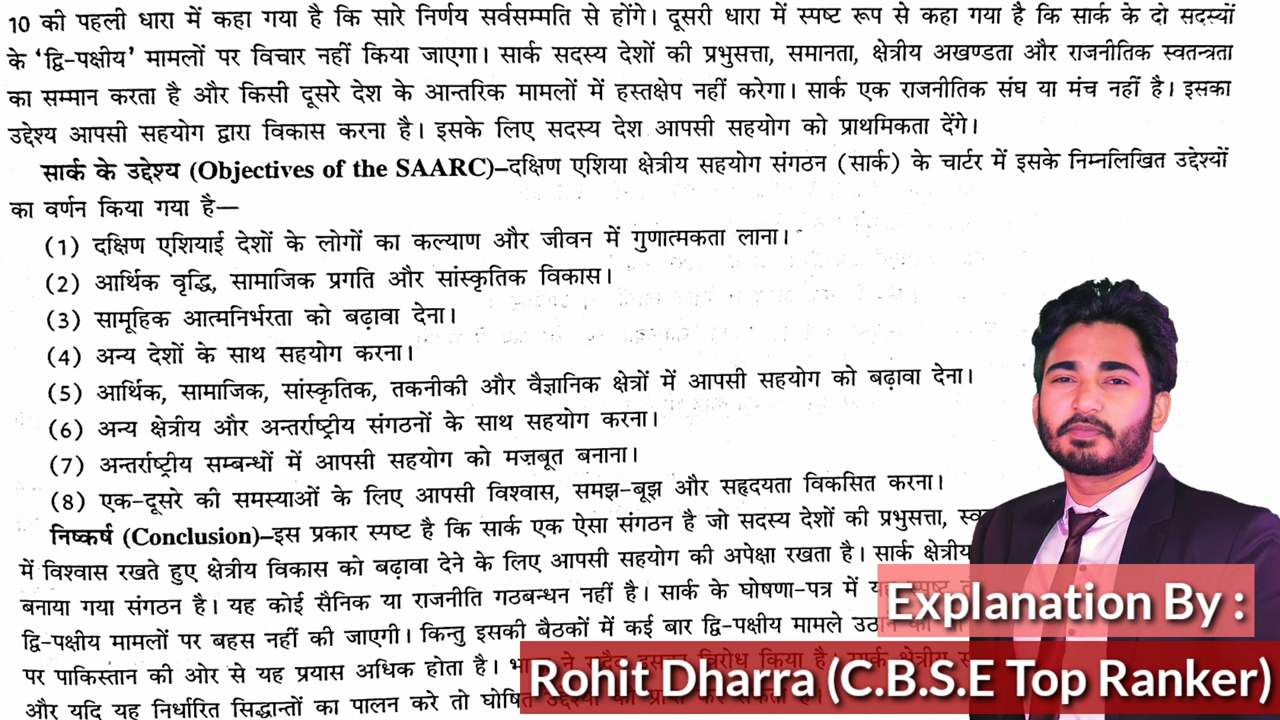 10 की पहली धारा में कहा गया है कि सारे निर्णय सर्वसम्मति से होंगे। दूसरी धारा में स्पष्ट रूप से कहा गया है कि सार्क के दो सदस्यों
के ‘द्वि-पक्षीय’ मामलों पर विचार नहीं किया जाएगा। सार्क सदस्य देशों की प्रभुसत्ता, समानता, क्षेत्रीय अखण्डता और राजनीतिक स्वतन्त्रता
का सम्मान करता है और किसी दूसरे देश के आन्तरिक मामलों में हस्तक्षेप नहीं करेगा। सार्क एक राजनीतिक संघ या मंच नहीं है। इसका
उद्देश्य आपसी सहयोग द्वारा विकास करना है। इसके लिए सदस्य देश आपसी सहयोग को प्राथमिकता देंगे।
सार्क के उद्देश्य (Objectives of the SAARC)–दक्षिण एशिया क्षेत्रीय सहयोग संगठन (सार्क) के चार्टर में इसके निम्नलिखित उद्देश्यों
का वर्णन किया गया है—
(1) दक्षिण एशियाई देशों के लोगों का कल्याण और जीवन में गुणात्मकता लाना।
(2) आर्थिक वृद्धि, सामाजिक प्रगति और सांस्कृतिक विकास।
(3) सामूहिक आत्मनिर्भरता को बढ़ावा देना।
(4) अन्य देशों के साथ सहयोग करना।
(5) आर्थिक, सामाजिक, सांस्कृतिक, तकनीकी और वैज्ञानिक क्षेत्रों में आपसी सहयोग को बढ़ावा देना।
(6) अन्य क्षेत्रीय और अन्तर्राष्ट्रीय संगठनों के साथ सहयोग करना।
(7) अन्तर्राष्ट्रीय सम्बन्धों में आपसी सहयोग को मज़बूत बनाना।
(8) एक-दूसरे की समस्याओं के लिए आपसी विश्वास, समझ-बूझ और सहृदयता विकसित करना।
निष्कर्ष (Conclusion)–इस प्रकार स्पष्ट है कि सार्क एक ऐसा संगठन है जो सदस्य देशों की प्रभुसत्ता,
में विश्वास रखते हुए क्षेत्रीय विकास को बढ़ावा देने के लिए आपसी सहयोग की अपेक्षा रखता है। सार्क क्षेत्रीय
बनाया गया संगठन है। यह कोई सैनिक या राजनीति गठबन्धन नहीं है। सार्क के घोषणा-पत्र में
द्वि-पक्षीय मामलों पर बहस नहीं की जाएगी। किन्तु इसकी बैठकों में कई बार द्वि-पक्षीय मामले
पर पाकिस्तान की ओर से यह प्रयास अधिक होता है।
और यदि यह निर्धारित सिद्धान्तों का पालन करे तो
Explanation By :
Rohit Dharra (C.B.S.E Top Ranker)